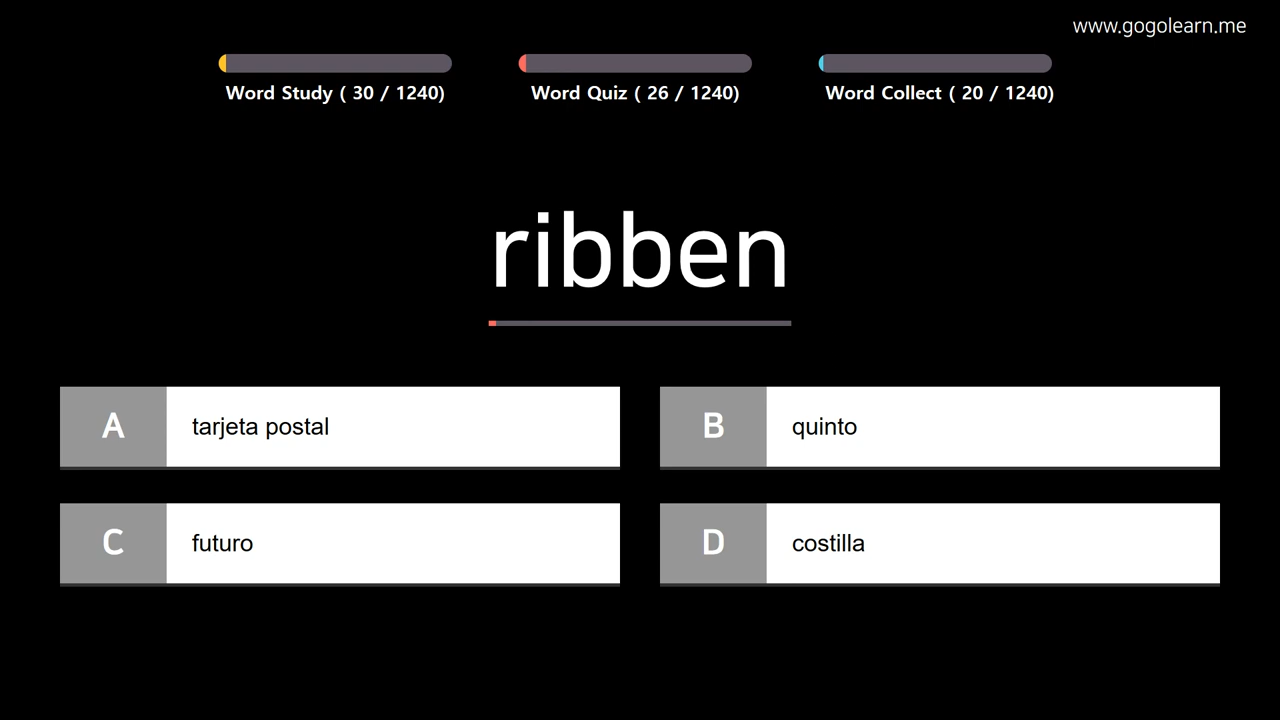 www.gogolearn.me
Word Study ( 30 / 1240)
Word Quiz ( 26 / 1240)
Word Collect ( 20 / 1240)
ribben
A tarjeta postal
B quinto
C futuro
D costilla